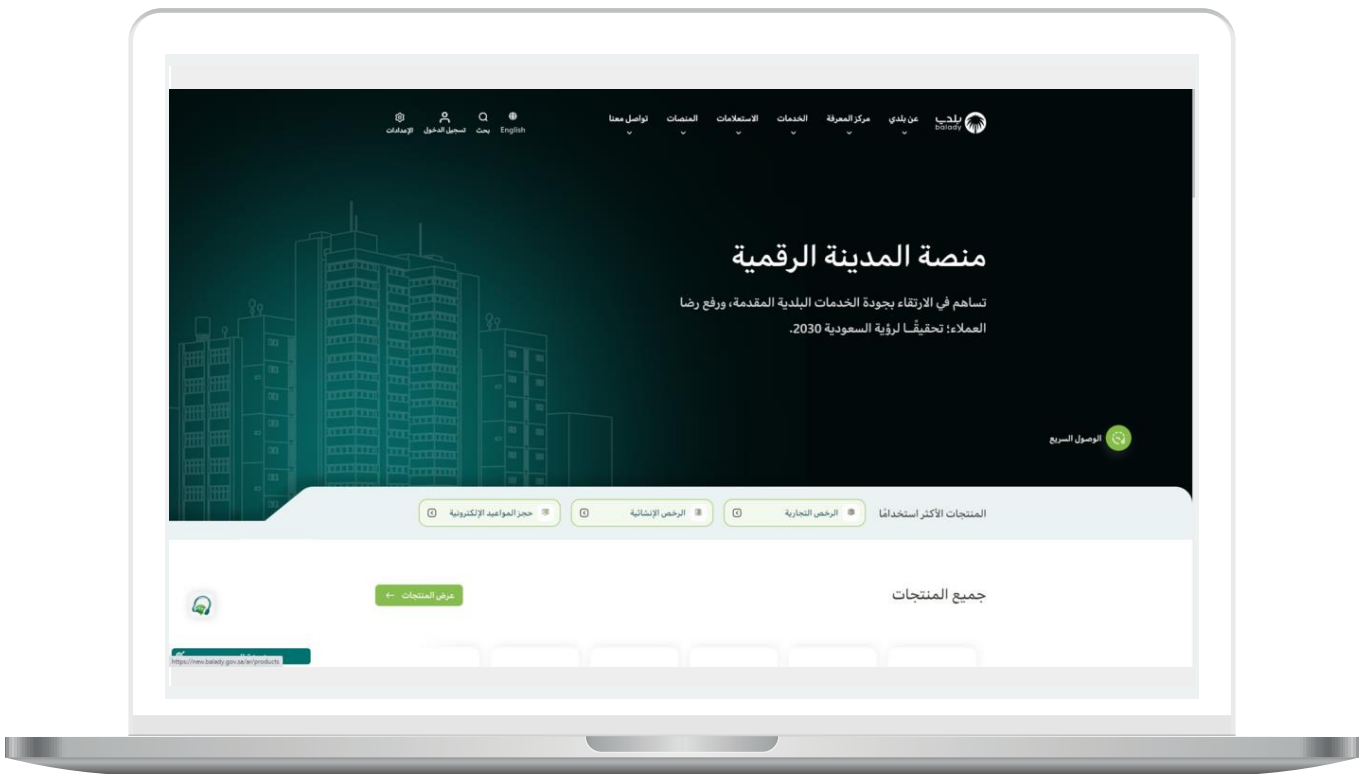 بلدي
balady
عن بلدي
مركز المعرفة
الخدمات
الاستعلامات
المنصات
تواصل معنا
English
بحث
تسجيل الدخول
الإعدادات
منصة المدينة الرقمية
تساهم في الارتقاء بجودة الخدمات البلدية المقدمة، ورفع رضا
العملاء؛ تحقيقًــا لرؤية السعودية 2030.
الوصول السريع
المنتجات الأكثر استخدامًا
الرخص التجارية
الرخص الإنشائية
حجز المواعيد الإلكترونية
جميع المنتجات
عرض المنتجات ←
https://new.balady.gov.sa/ar/products